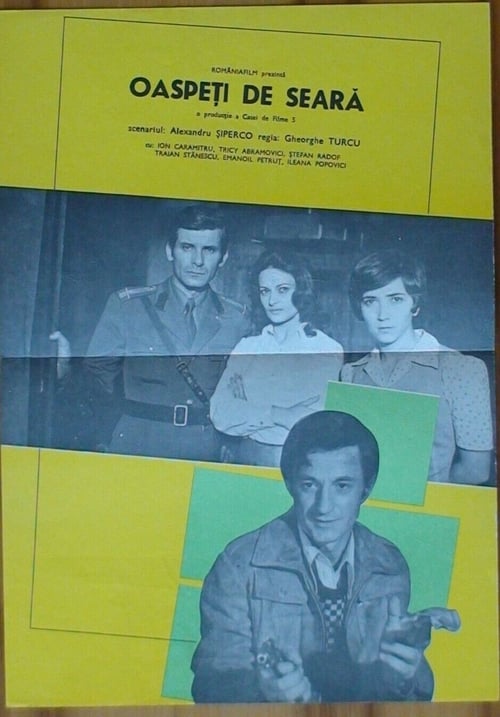 ROMÂNIAFILM prezintă
OASPEȚI DE SEARĂ
o producție a Casei de Filme 5
scenariul: Alexandru ȘIPERCO regia: Gheorghe TURCU
cu: ION CARAMITRU, TRICY ABRAMOVICI, ȘTEFAN RADOF
TRAIAN STĂNESCU, EMANOIL PETRUȚ, ILEANA POPOVICI